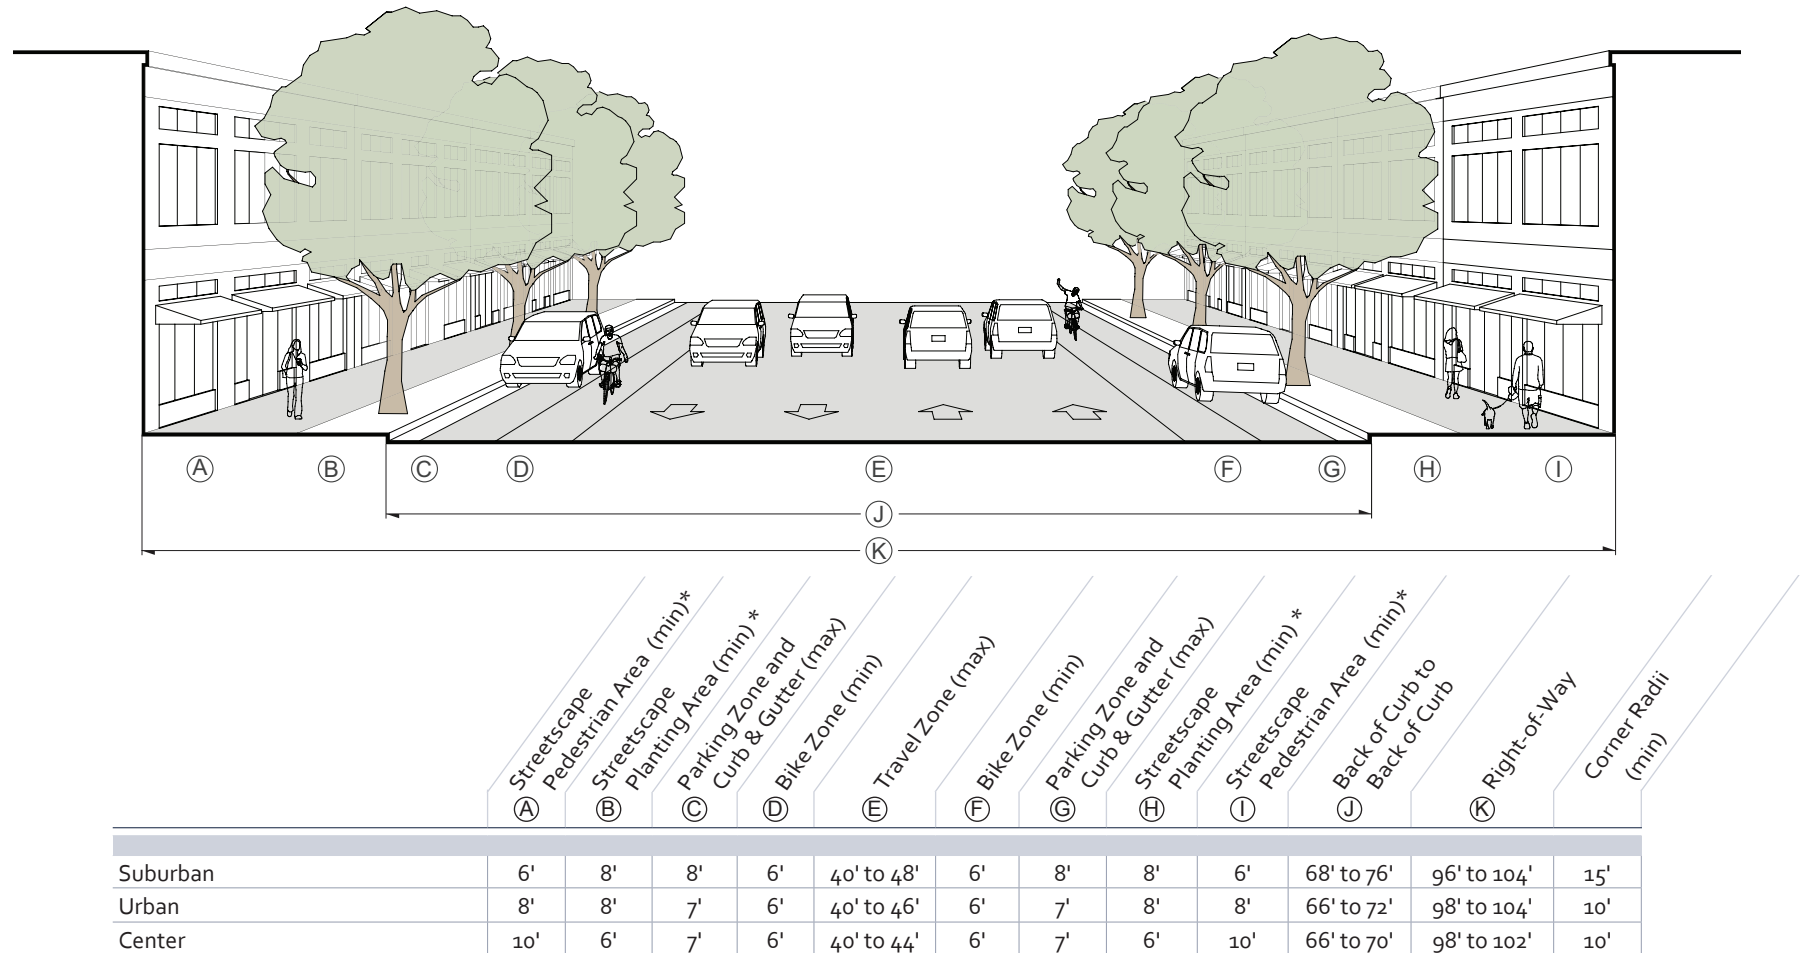 A B C D E F G H I
J
K
Streetscape
Pedestrian Area (min)*
Streetscape
Planting Area (min) *
Parking Zone and
Curb & Gutter (max)
Bike Zone (min)
Travel Zone (max)
Bike Zone (min)
Parking Zone and
Curb & Gutter (max)
Streetscape
Planting Area (min) *
Streetscape
Pedestrian Area (min)*
Back of Curb to
Back of Curb
Right-of-Way
Corner Radii
(min)
A B C D E F G H I J K
Suburban 6' 8' 8' 6' 40' to 48' 6' 8' 8' 6' 68' to 76' 96' to 104' 15'
Urban 8' 8' 7' 6' 40' to 46' 6' 7' 8' 8' 66' to 72' 98' to 104' 10'
Center 10' 6' 7' 6' 40' to 44' 6' 7' 6' 10' 66' to 70' 98' to 102' 10'